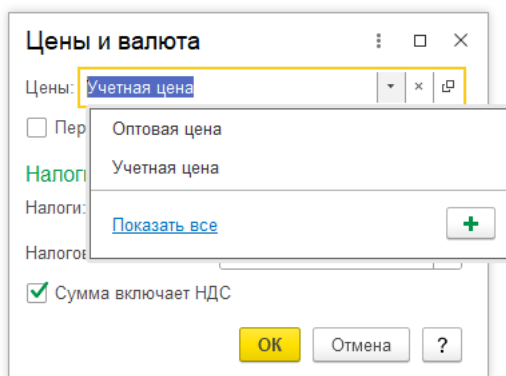 Цены и валюта
Цены: Учетная цена
Пер
Оптовая цена
Учетная цена
Налоги
Налоги:
Показать все
Налогов
Сумма включает НДС
ОК Отмена ?